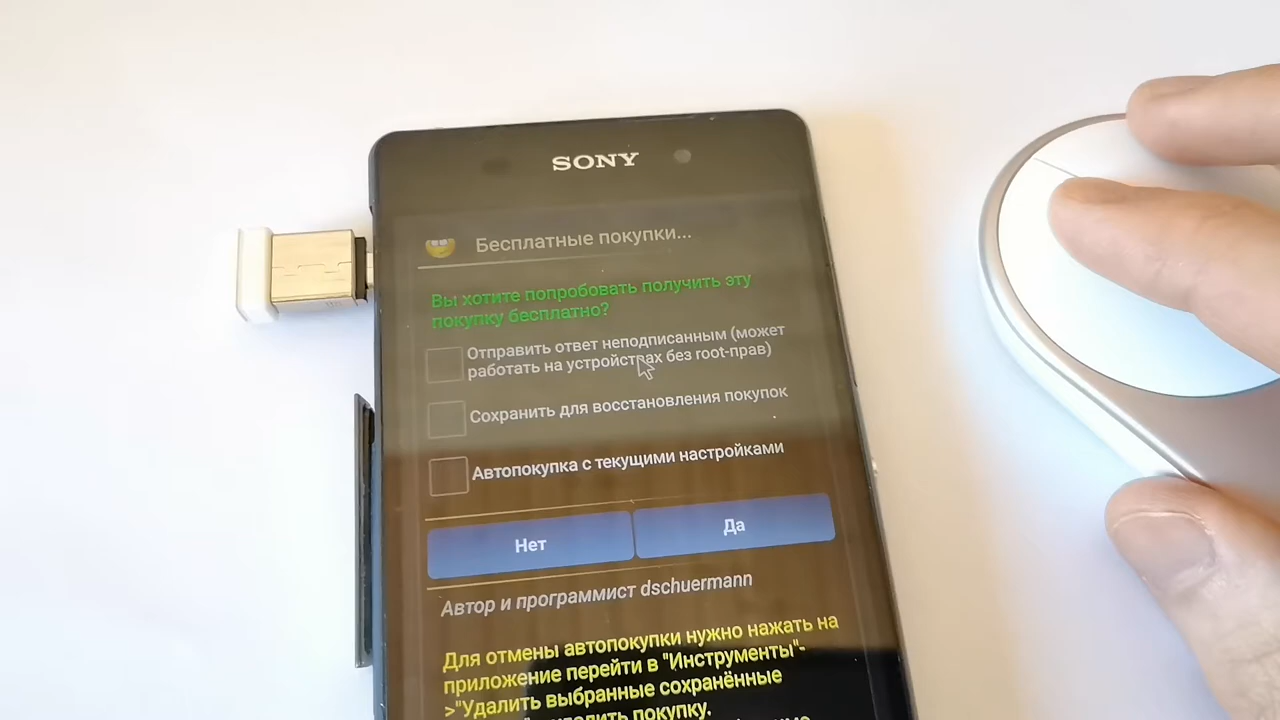 SONY
Бесплатные покупки...
Вы хотите попробовать получить эту
покупку бесплатно?
Отправить ответ неподписанным (может
работать на устройствах без root-прав)
Сохранить для восстановления покупок
Автопокупка с текущими настройками
Нет
Да
Автор и программист dschuermann
Для отмены автопокупки нужно нажать на
приложение перейти в "Инструменты"-
>"Удалить выбранные сохранённые
покупку.